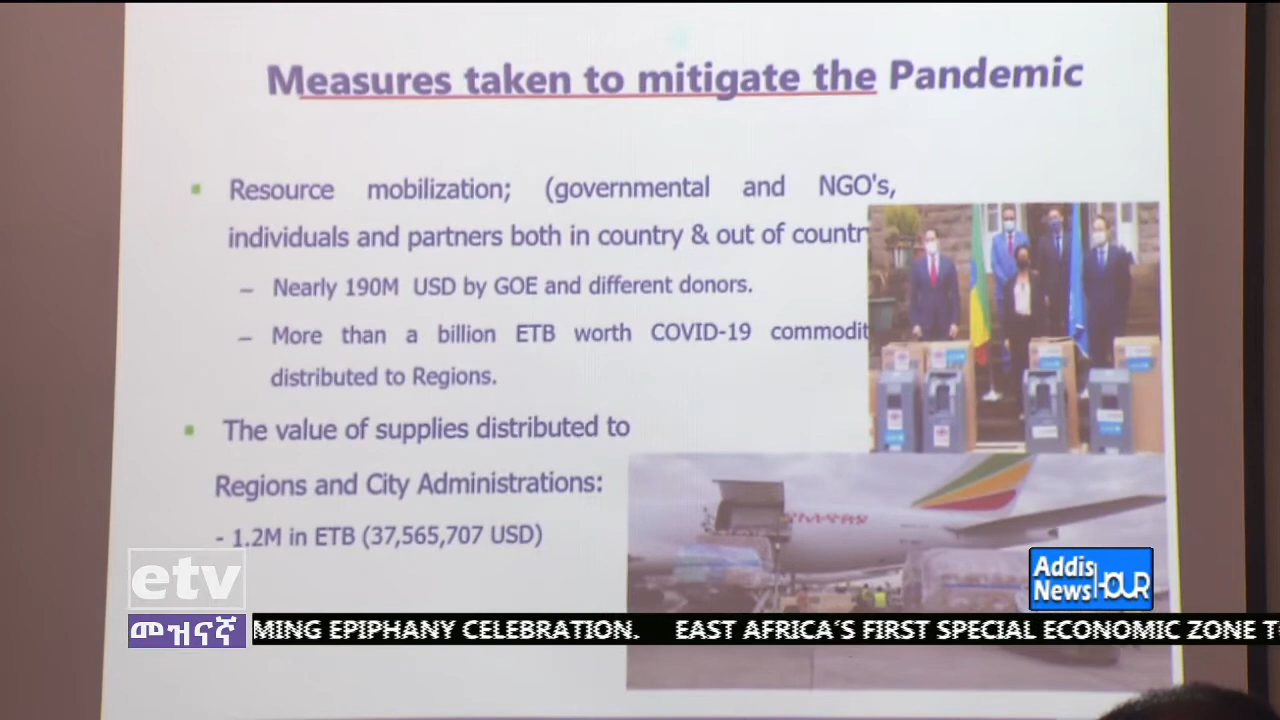 Measures taken to mitigate the Pandemic
Resource mobilization; (governmental and NGO's,
individuals and partners both in country & out of countr
– Nearly 190M USD by GOE and different donors.
– More than a billion ETB worth COVID-19 commodit
distributed to Regions.
The value of supplies distributed to
Regions and City Administrations:
- 1.2M in ETB (37,565,707 USD)
etv
መዝናኛ
Addis
News HOUR
MING EPIPHANY CELEBRATION. EAST AFRICA'S FIRST SPECIAL ECONOMIC ZONE T